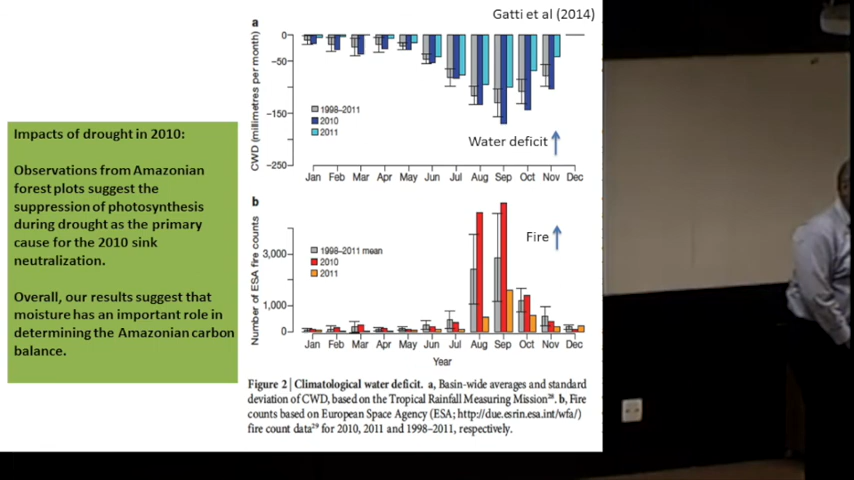 Gatti et al (2014)
Impacts of drought in 2010:
Observations from Amazonian
forest plots suggest the
suppression of photosynthesis
during drought as the primary
cause for the 2010 sink
neutralization.
Overall, our results suggest that
moisture has an important role in
determining the Amazonian carbon
balance.
a
CWD (millimetres per month)
0
−50
−150
−250
1998–2011
2010
2011
Water deficit
Jan Feb Mar Apr May Jun Jul Aug Sep Oct Nov Dec
b
Number of ESA fire counts
3,000
1,000
0
1998–2011 mean
2010
2011
Fire
Jan Feb Mar Apr May Jun Jul Aug Sep Oct Nov Dec
Year
Figure 2 | Climatological water deficit. a, Basin-wide averages and standard
deviation of CWD, based on the Tropical Rainfall Measuring Mission²⁸. b, Fire
counts based on European Space Agency (ESA; http://due.esrin.esa.int/wfa/)
fire count data²⁹ for 2010, 2011 and 1998–2011, respectively.